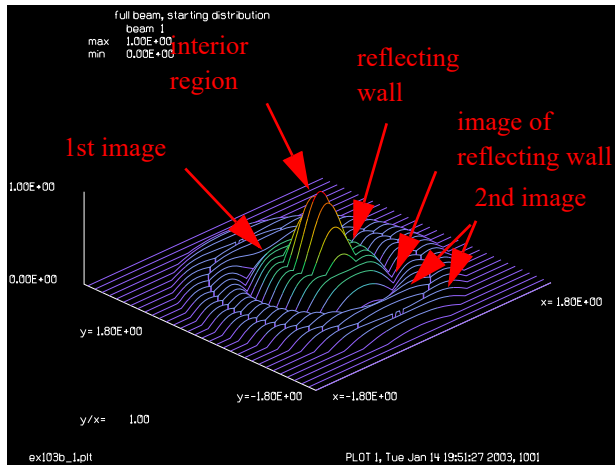 full beam, starting distribution
beam 1
max 1.00E+00
min 0.00E+00
interior
region
reflecting
wall
1st image
image of
reflecting wall
2nd image
1.00E+00
0.00E+00
x= 1.80E+00
y= 1.80E+00
y=-1.80E+00
x=-1.80E+00
y/x= 1.00
ex103b_1.plt
PLOT 1, Tue Jan 14 19:51:27 2003, 1001